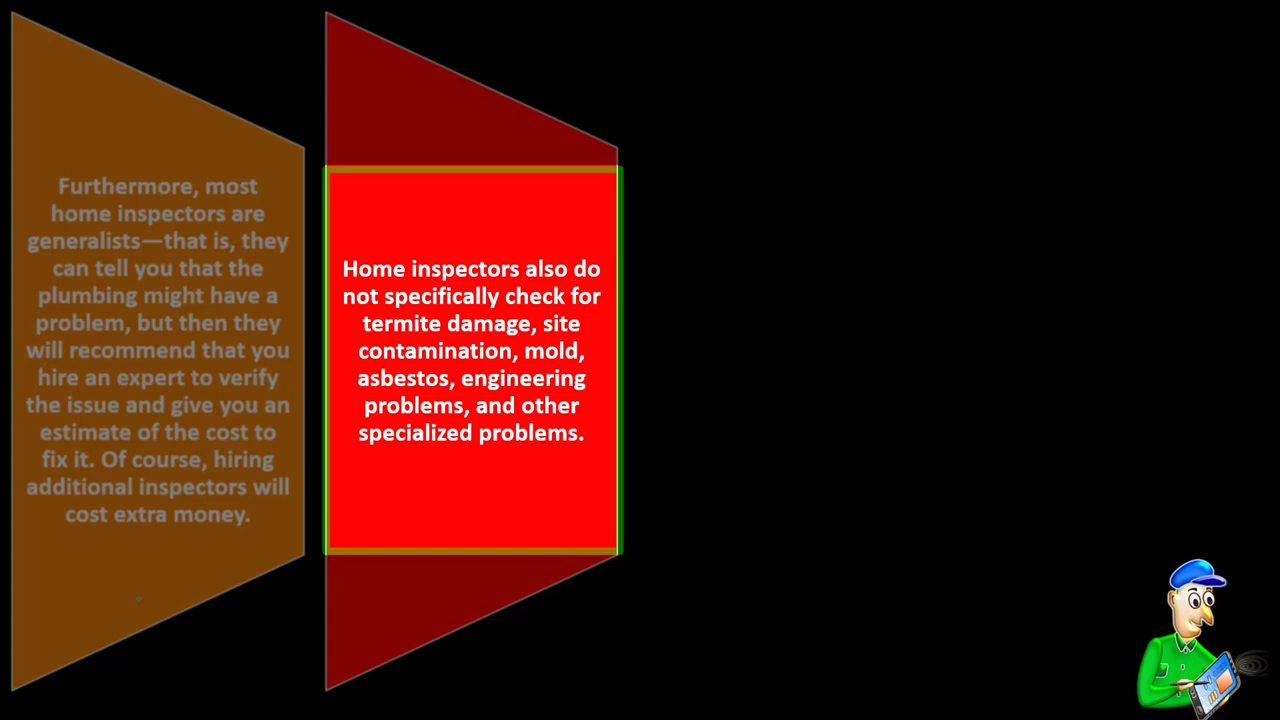 Furthermore, most
home inspectors are
generalists—that is, they
can tell you that the
plumbing might have a
problem, but then they
will recommend that you
hire an expert to verify
the issue and give you an
estimate of the cost to
fix it. Of course, hiring
additional inspectors will
cost extra money.
Home inspectors also do
not specifically check for
termite damage, site
contamination, mold,
asbestos, engineering
problems, and other
specialized problems.